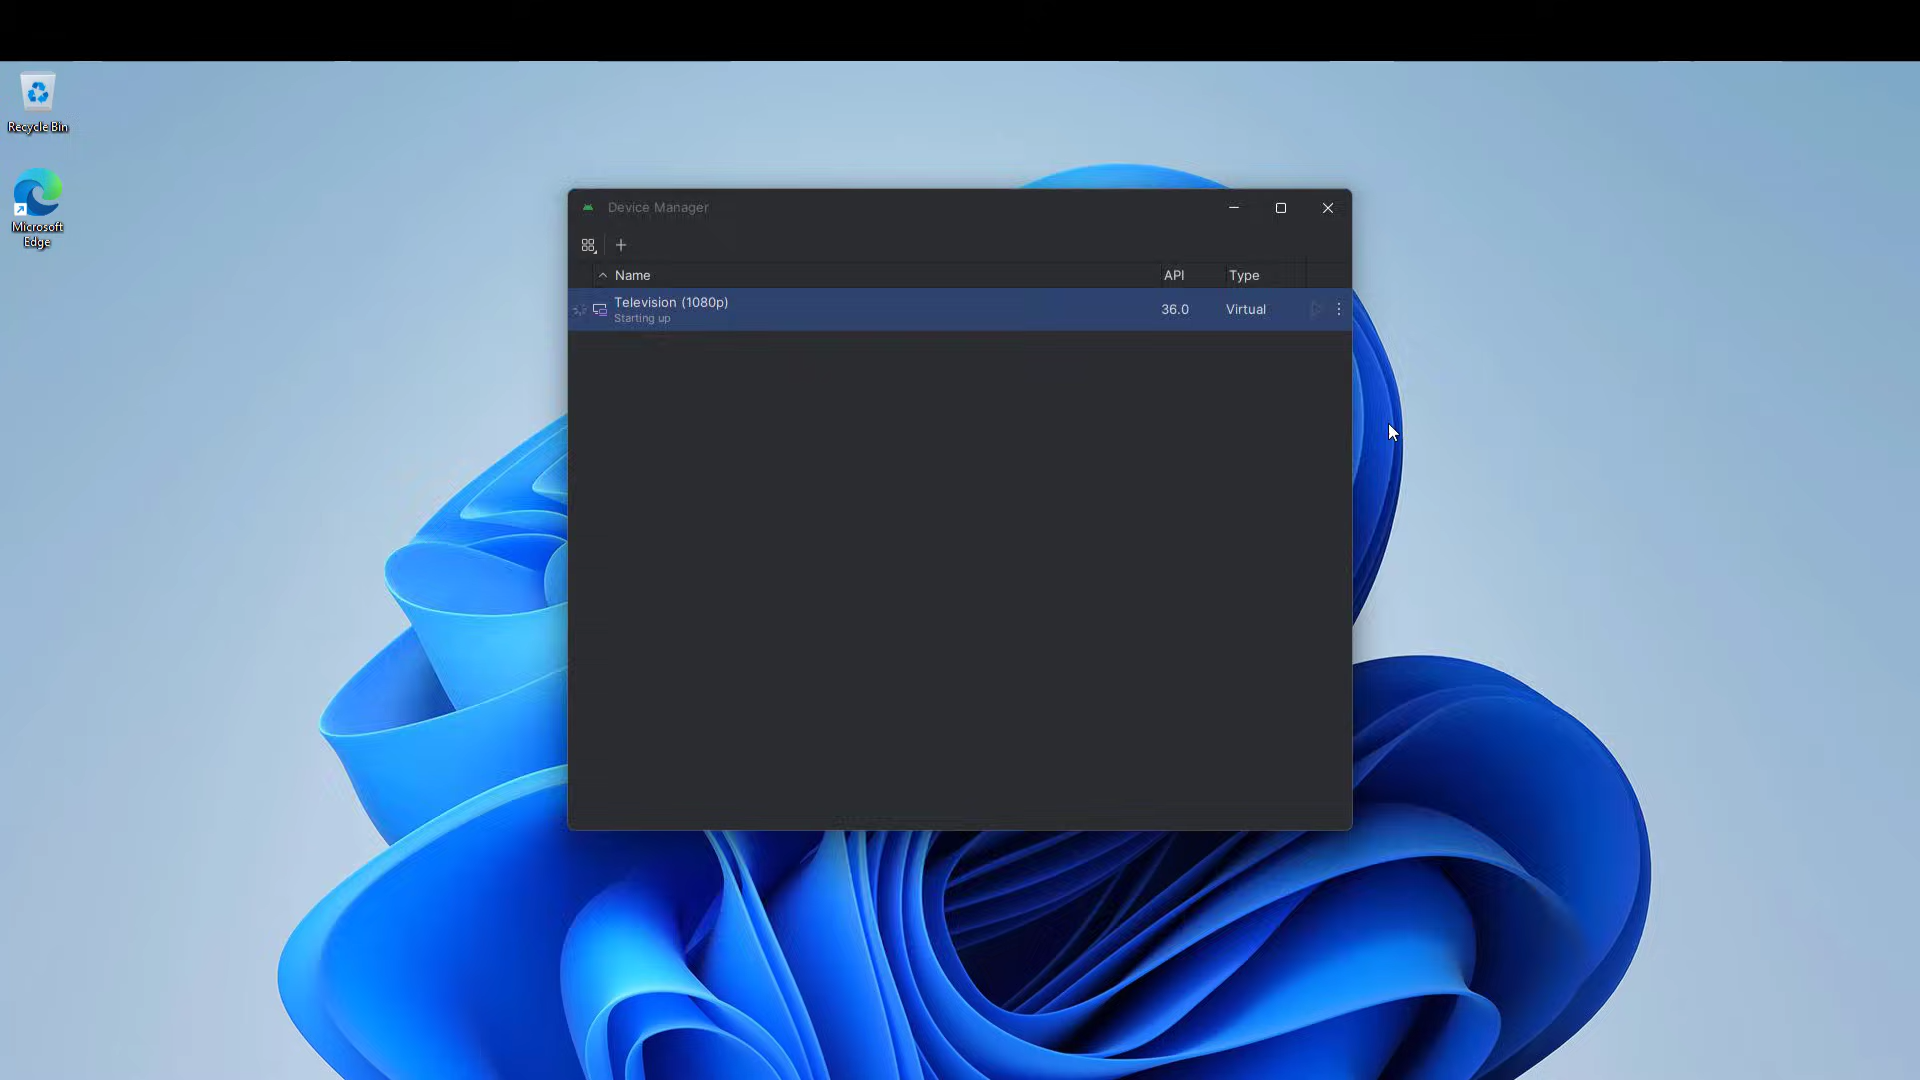 Recycle Bin
Microsoft
Edge
Device Manager
Name API Type
Television (1080p)
Starting up
36.0 Virtual